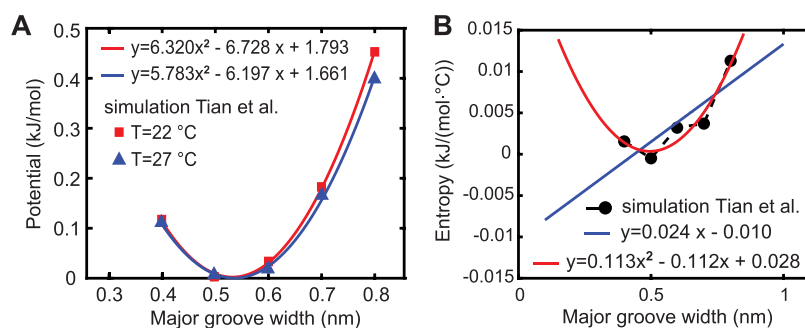 A
y=6.320x² - 6.728x + 1.793
y=5.783x² - 6.197 x + 1.661
simulation Tian et al.
T=22 °C
T=27 °C
Potential (kJ/mol)
0.5
0.4
0.3
0.2
0.1
0
0.3 0.4 0.5 0.6 0.7 0.8
Major groove width (nm)
B
Entropy (kJ/(mol·°C))
0.015
0.01
0.005
0
-0.005
-0.01
-0.015
simulation Tian et al.
y=0.024 x - 0.010
y=0.113x² - 0.112x + 0.028
0 0.5 1
Major groove width (nm)